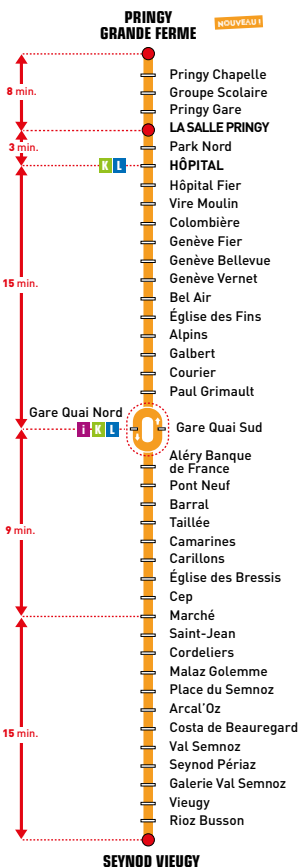 PRINGY
GRANDE FERME
NOUVEAU !
Pringy Chapelle
8 min.
Groupe Scolaire
Pringy Gare
LA SALLE PRINGY
3 min.
Park Nord
K L
HÔPITAL
Hôpital Fier
Vire Moulin
Colombière
Genève Fier
Genève Bellevue
15 min.
Genève Vernet
Bel Air
Église des Fins
Alpins
Galbert
Courier
Paul Grimault
Gare Quai Nord
i K L
Gare Quai Sud
Aléry Banque
de France
Pont Neuf
Barral
9 min.
Taillée
Camarines
Carillons
Église des Bressis
Cep
Marché
Saint-Jean
Cordeliers
Malaz Golemme
Place du Semnoz
Arcal'Oz
Costa de Beauregard
15 min.
Val Semnoz
Seynod Périaz
Galerie Val Semnoz
Vieugy
Rioz Busson
SEYNOD VIEUGY